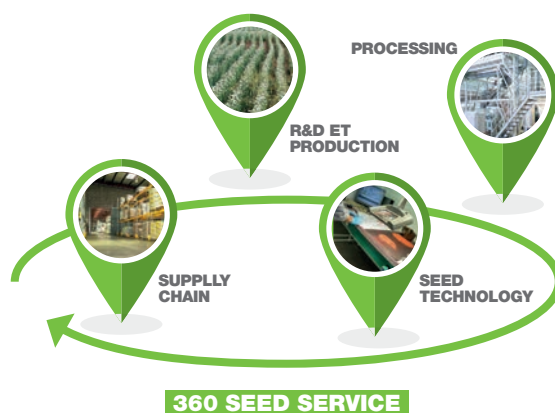 PROCESSING
R&D ET
PRODUCTION
SUPPLLY
CHAIN
SEED
TECHNOLOGY
360 SEED SERVICE